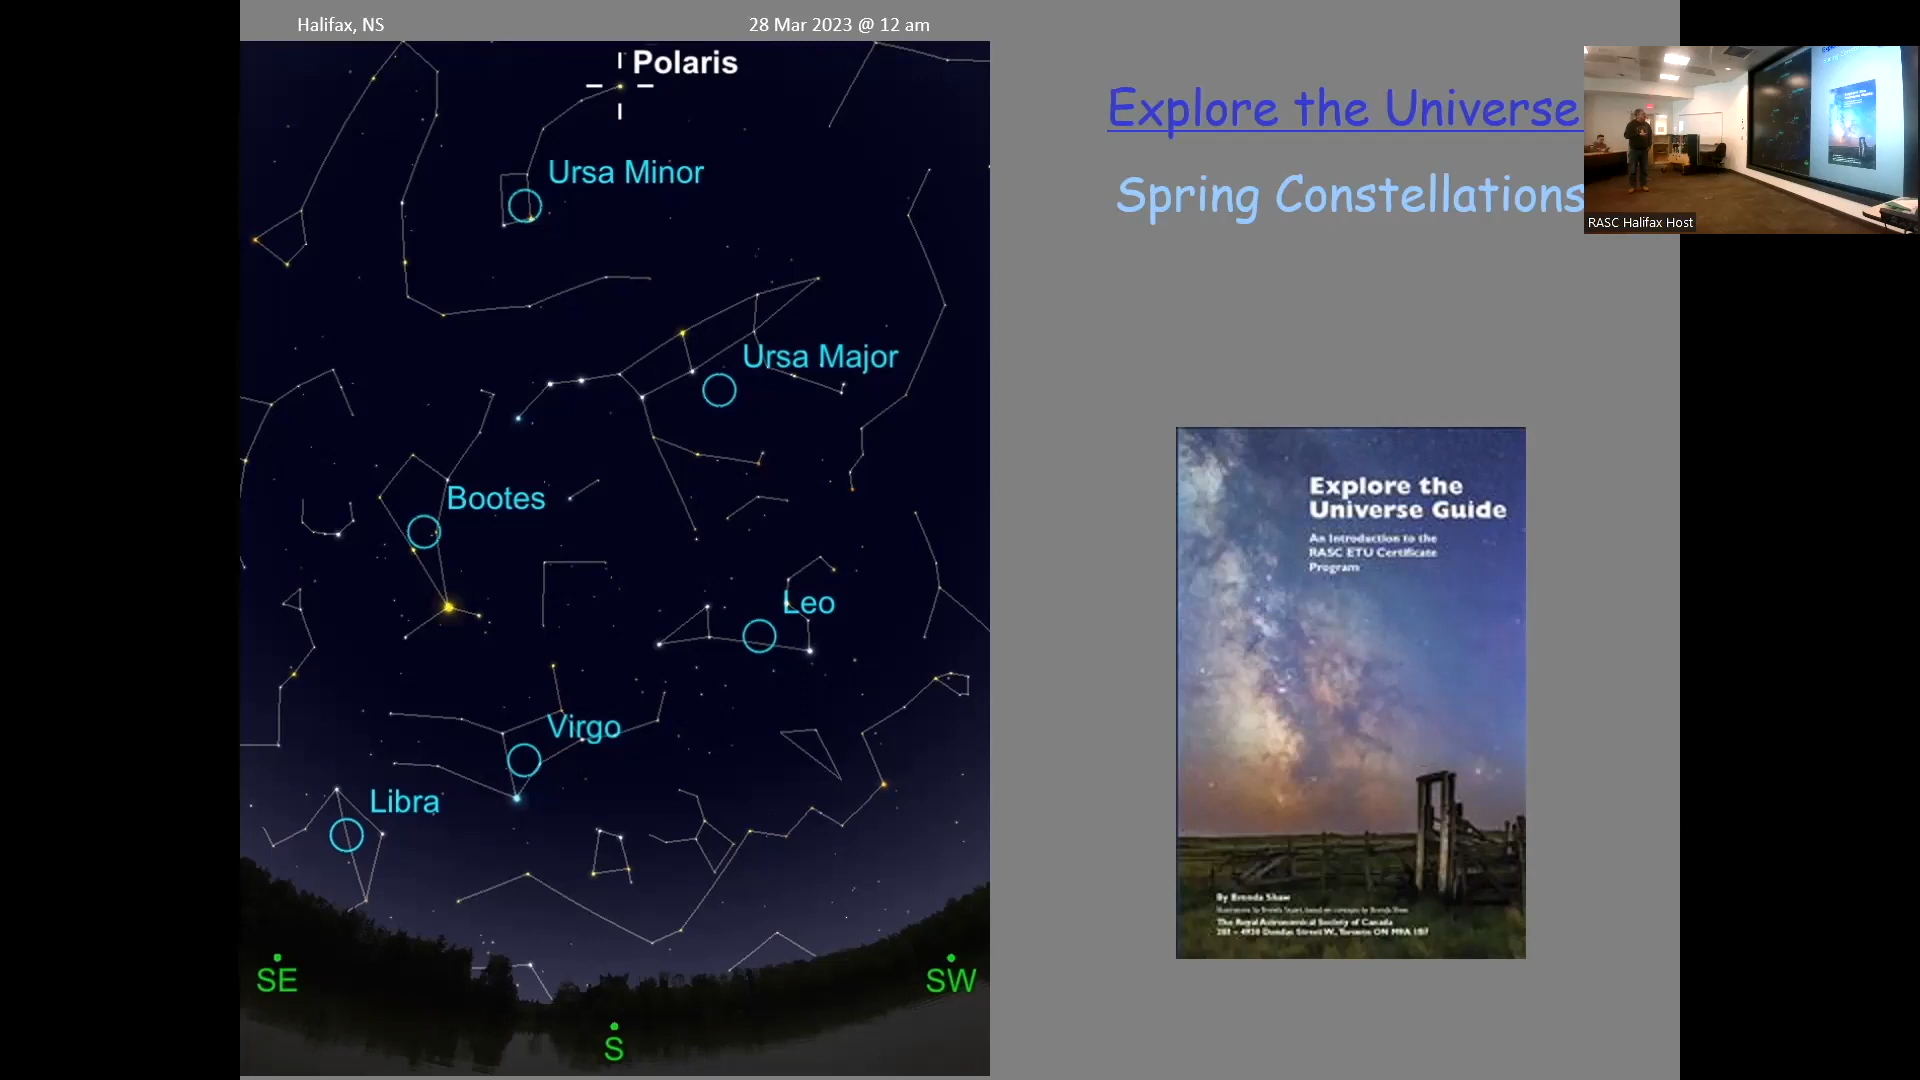 Halifax, NS
28 Mar 2023 @ 12 am
Polaris
Ursa Minor
Ursa Major
Bootes
Leo
Virgo
Libra
SE
S
SW
Explore the Universe
Spring Constellations
Explore the
Universe Guide
An Introduction to the
RASC ETU Certificate
Program
By Brenda Shaw
The Royal Astronomical Society of Canada
RASC Halifax Host